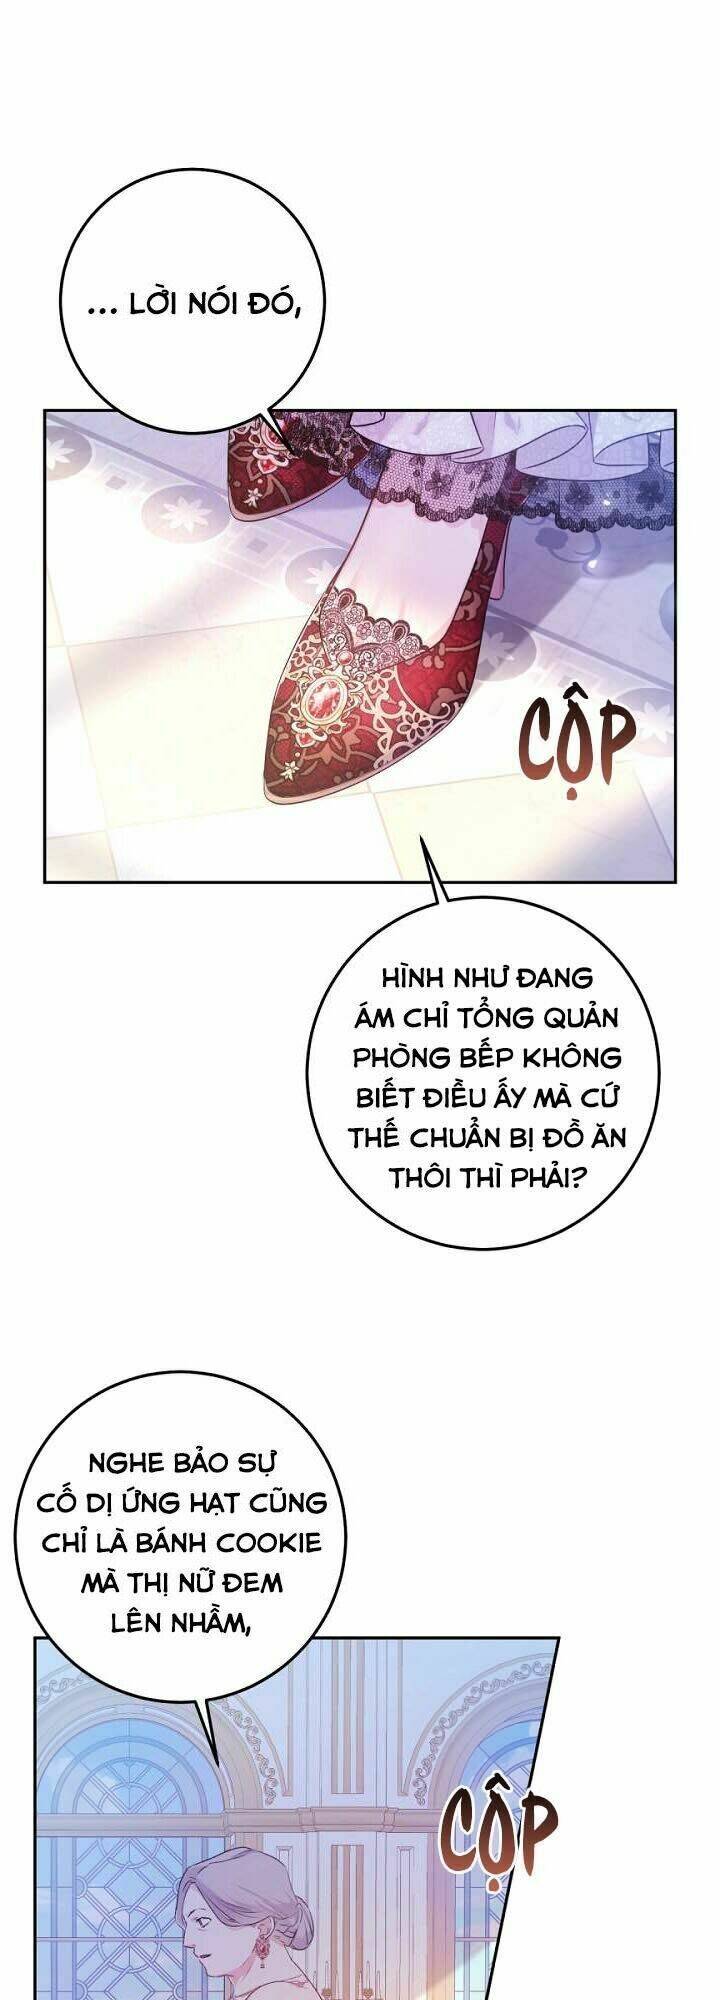 ... LỜI NÓI ĐÓ,
CỘP
HÌNH NHƯ ĐANG
ÁM CHỈ TỔNG QUẢN
PHÒNG BẾP KHÔNG
BIẾT ĐIỀU ẤY MÀ CỨ
THẾ CHUẨN BỊ ĐỒ ĂN
THÔI THÌ PHẢI?
NGHE BẢO SỰ
CỐ DỊ ỨNG HẠT CŨNG
CHỈ LÀ BÁNH COOKIE
MÀ THỊ NỮ ĐEM
LÊN NHẦM,
CỘP